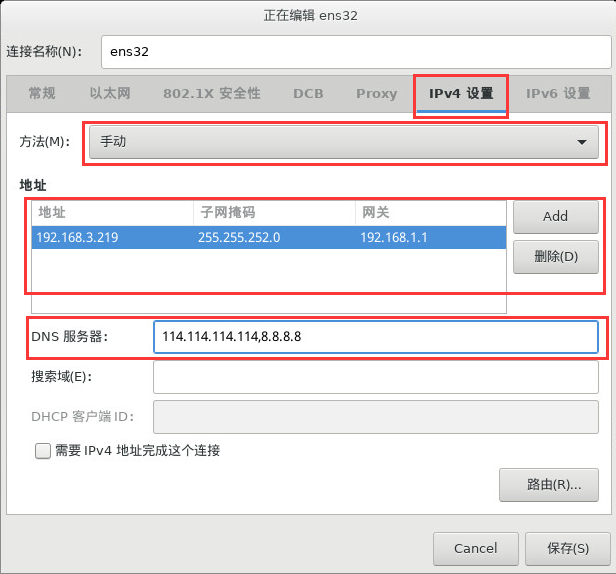 正在编辑 ens32
连接名称(N): ens32
常规 以太网 802.1X 安全性 DCB Proxy IPv4 设置 IPv6 设置
方法(M): 手动
地址
地址 子网掩码 网关
192.168.3.219 255.255.252.0 192.168.1.1
Add
删除(D)
DNS 服务器: 114.114.114.114,8.8.8.8
搜索域(E):
DHCP 客户端 ID:
需要 IPv4 地址完成这个连接
路由(R)...
Cancel 保存(S)